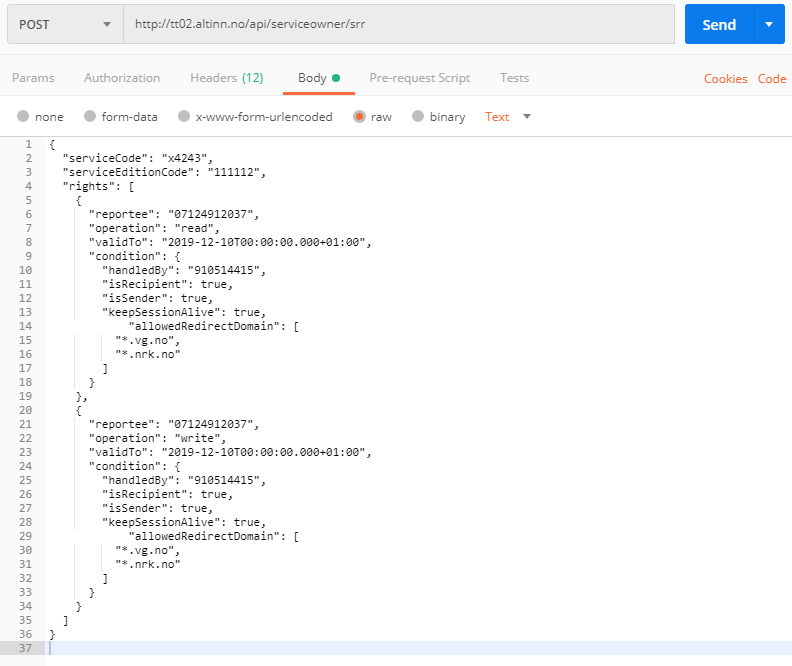 POST http://tt02.altinn.no/api/serviceowner/srr Send
Params Authorization Headers (12) Body Pre-request Script Tests Cookies Code
none form-data x-www-form-urlencoded raw binary Text
1 {
2 "serviceCode": "x4243",
3 "serviceEditionCode": "111112",
4 "rights": [
5 {
6 "reportee": "07124912037",
7 "operation": "read",
8 "validTo": "2019-12-10T00:00:00.000+01:00",
9 "condition": {
10 "handledBy": "910514415",
11 "isRecipient": true,
12 "isSender": true,
13 "keepSessionAlive": true,
14 "allowedRedirectDomain": [
15 "*.vg.no",
16 "*.nrk.no"
17 ]
18 }
19 },
20 {
21 "reportee": "07124912037",
22 "operation": "write",
23 "validTo": "2019-12-10T00:00:00.000+01:00",
24 "condition": {
25 "handledBy": "910514415",
26 "isRecipient": true,
27 "isSender": true,
28 "keepSessionAlive": true,
29 "allowedRedirectDomain": [
30 "*.vg.no",
31 "*.nrk.no"
32 ]
33 }
34 }
35 ]
36 }
37